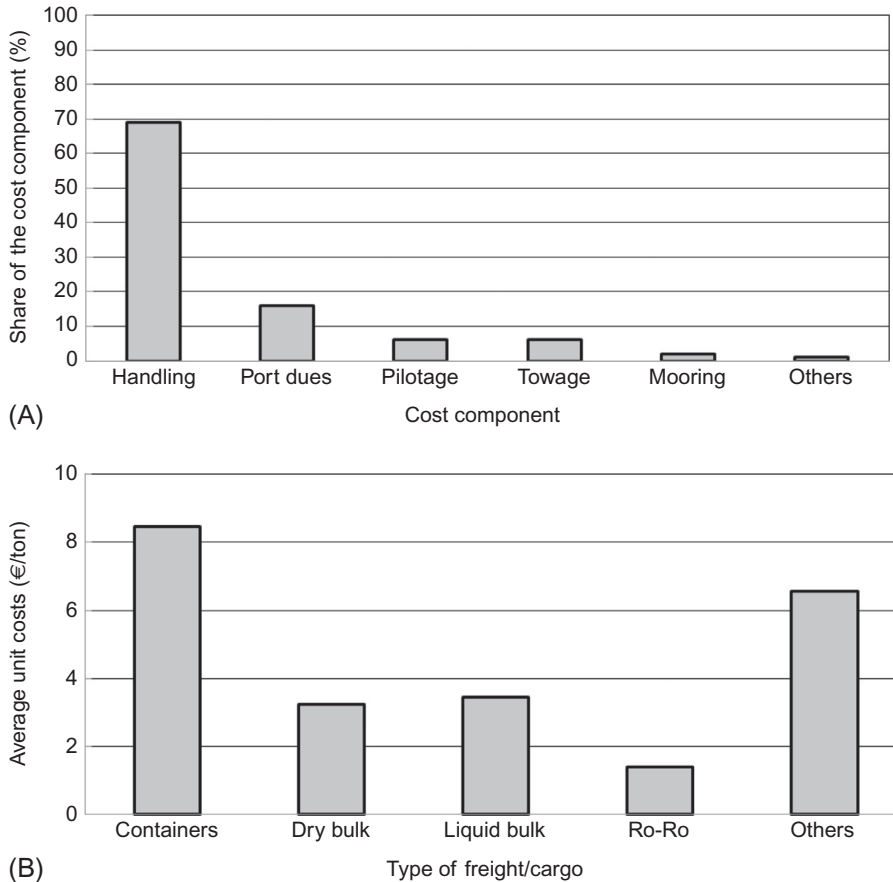 Share of the cost component (%)
100
90
80
70
60
50
40
30
20
10
0
Handling Port dues Pilotage Towage Mooring Others
(A) Cost component
Average unit costs (€/ton)
10
8
6
4
2
0
Containers Dry bulk Liquid bulk Ro-Ro Others
(B) Type of freight/cargo